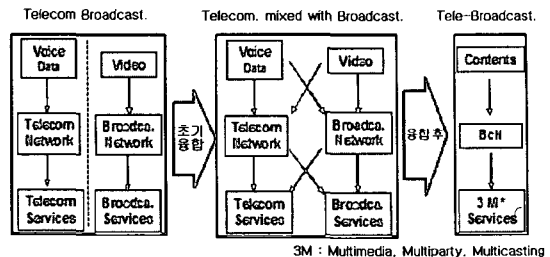 Telecom Broadcast.
Telecom. mixed with Broadcast.
Tele-Broadcast.
Voice
Data
Video
Telecom
Network
Broadca.
Network
Telecom
Services
Broadca.
Services
초기
융합
Voice
Data
Video
Telecom
Network
Broadca.
Network
Telecom
Services
Broadca.
Services
융합 후
Contents
BcN
3 M*
Services
3M : Multimedia, Multiparty, Multicasting